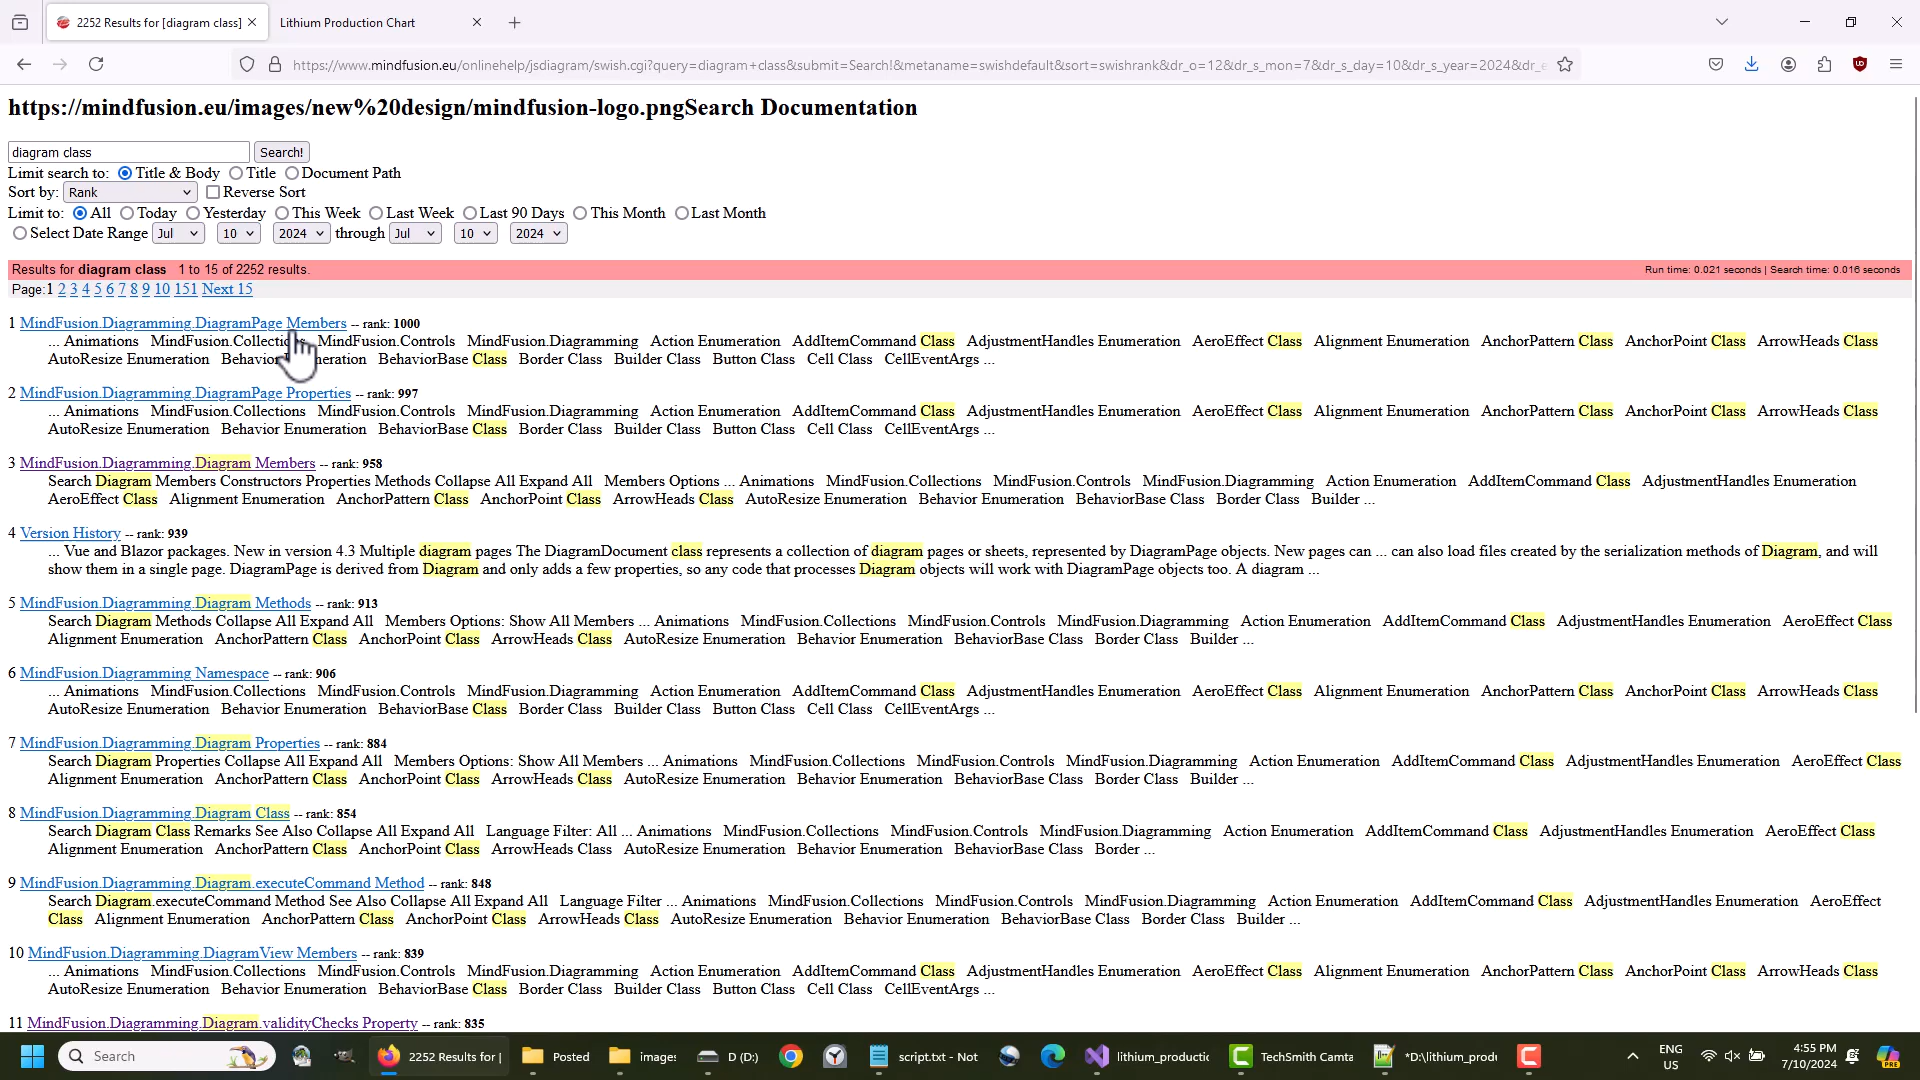 2252 Results for [diagram class]
Lithium Production Chart
https://www.mindfusion.eu/onlinehelp/jsdiagram/swish.cgi?query=diagram+class&submit=Search!&metaname=swishdefault&sort=swishrank&dr_o=12&dr_s_mon=7&dr_s_day=10&dr_s_year=2024&dr_e
https://mindfusion.eu/images/new%20design/mindfusion-logo.pngSearch Documentation
diagram class Search!
Limit search to: Title & Body Title Document Path
Sort by: Rank Reverse Sort
Limit to: All Today Yesterday This Week Last Week Last 90 Days This Month Last Month
Select Date Range Jul 10 2024 through Jul 10 2024
Results for diagram class 1 to 15 of 2252 results. Run time: 0.021 seconds | Search time: 0.016 seconds
Page:1 2 3 4 5 6 7 8 9 10 151 Next 15
1 MindFusion.Diagramming.DiagramPage Members -- rank: 1000
... Animations MindFusion.Collections MindFusion.Controls MindFusion.Diagramming Action Enumeration AddItemCommand Class AdjustmentHandles Enumeration AeroEffect Class Alignment Enumeration AnchorPattern Class AnchorPoint Class ArrowHeads Class
AutoResize Enumeration Behavior Enumeration BehaviorBase Class Border Class Builder Class Button Class Cell Class CellEventArgs ...
2 MindFusion.Diagramming.DiagramPage Properties -- rank: 997
... Animations MindFusion.Collections MindFusion.Controls MindFusion.Diagramming Action Enumeration AddItemCommand Class AdjustmentHandles Enumeration AeroEffect Class Alignment Enumeration AnchorPattern Class AnchorPoint Class ArrowHeads Class
AutoResize Enumeration Behavior Enumeration BehaviorBase Class Border Class Builder Class Button Class Cell Class CellEventArgs ...
3 MindFusion.Diagramming.Diagram Members -- rank: 958
Search Diagram Members Constructors Properties Methods Collapse All Expand All Members Options ... Animations MindFusion.Collections MindFusion.Controls MindFusion.Diagramming Action Enumeration AddItemCommand Class AdjustmentHandles Enumeration
AeroEffect Class Alignment Enumeration AnchorPattern Class AnchorPoint Class ArrowHeads Class AutoResize Enumeration Behavior Enumeration BehaviorBase Class Border Class Builder ...
4 Version History -- rank: 939
... Vue and Blazor packages. New in version 4.3 Multiple diagram pages The DiagramDocument class represents a collection of diagram pages or sheets, represented by DiagramPage objects. New pages can ... can also load files created by the serialization methods of Diagram, and will
show them in a single page. DiagramPage is derived from Diagram and only adds a few properties, so any code that processes Diagram objects will work with DiagramPage objects too. A diagram ...
5 MindFusion.Diagramming.Diagram Methods -- rank: 913
Search Diagram Methods Collapse All Expand All Members Options: Show All Members ... Animations MindFusion.Collections MindFusion.Controls MindFusion.Diagramming Action Enumeration AddItemCommand Class AdjustmentHandles Enumeration AeroEffect Class
Alignment Enumeration AnchorPattern Class AnchorPoint Class ArrowHeads Class AutoResize Enumeration Behavior Enumeration BehaviorBase Class Border Class Builder ...
6 MindFusion.Diagramming Namespace -- rank: 906
... Animations MindFusion.Collections MindFusion.Controls MindFusion.Diagramming Action Enumeration AddItemCommand Class AdjustmentHandles Enumeration AeroEffect Class Alignment Enumeration AnchorPattern Class AnchorPoint Class ArrowHeads Class
AutoResize Enumeration Behavior Enumeration BehaviorBase Class Border Class Builder Class Button Class Cell Class CellEventArgs ...
7 MindFusion.Diagramming.Diagram Properties -- rank: 884
Search Diagram Properties Collapse All Expand All Members Options: Show All Members ... Animations MindFusion.Collections MindFusion.Controls MindFusion.Diagramming Action Enumeration AddItemCommand Class AdjustmentHandles Enumeration AeroEffect Class
Alignment Enumeration AnchorPattern Class AnchorPoint Class ArrowHeads Class AutoResize Enumeration Behavior Enumeration BehaviorBase Class Border Class Builder ...
8 MindFusion.Diagramming.Diagram Class -- rank: 854
Search Diagram Class Remarks See Also Collapse All Expand All Language Filter: All ... Animations MindFusion.Collections MindFusion.Controls MindFusion.Diagramming Action Enumeration AddItemCommand Class AdjustmentHandles Enumeration AeroEffect Class
Alignment Enumeration AnchorPattern Class AnchorPoint Class ArrowHeads Class AutoResize Enumeration Behavior Enumeration BehaviorBase Class Border ...
9 MindFusion.Diagramming.Diagram.executeCommand Method -- rank: 848
Search Diagram.executeCommand Method See Also Collapse All Expand All Language Filter ... Animations MindFusion.Collections MindFusion.Controls MindFusion.Diagramming Action Enumeration AddItemCommand Class AdjustmentHandles Enumeration AeroEffect
Class Alignment Enumeration AnchorPattern Class AnchorPoint Class ArrowHeads Class AutoResize Enumeration Behavior Enumeration BehaviorBase Class Border Class Builder ...
10 MindFusion.Diagramming.DiagramView Members -- rank: 839
... Animations MindFusion.Collections MindFusion.Controls MindFusion.Diagramming Action Enumeration AddItemCommand Class AdjustmentHandles Enumeration AeroEffect Class Alignment Enumeration AnchorPattern Class AnchorPoint Class ArrowHeads Class
AutoResize Enumeration Behavior Enumeration BehaviorBase Class Border Class Builder Class Button Class Cell Class CellEventArgs ...
11 MindFusion.Diagramming.Diagram.validityChecks Property -- rank: 835
Search 2252 Results for [ Posted images D (D:) script.txt - Not lithium_productio TechSmith Camta *D:\lithium_produ ENG US 4:55 PM 7/10/2024